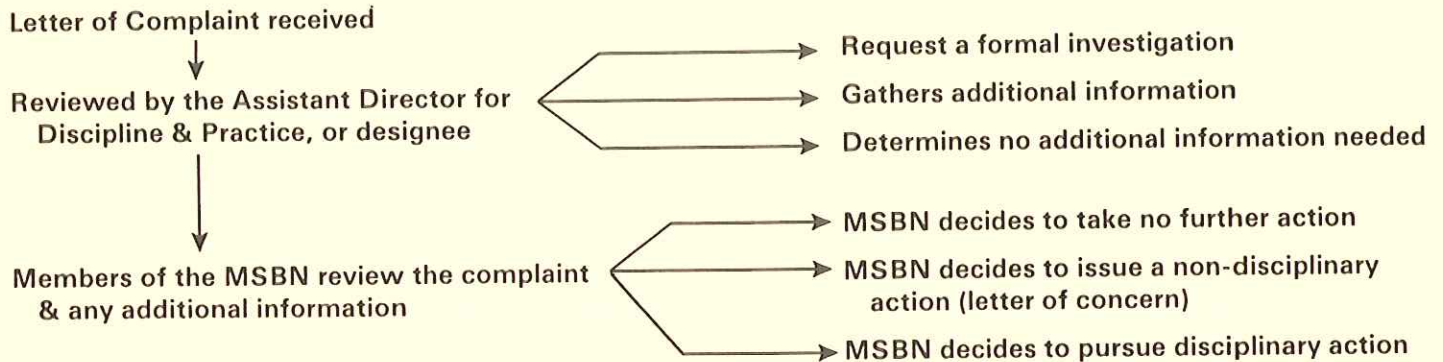 Letter of Complaint received
Reviewed by the Assistant Director for
Discipline & Practice, or designee
Request a formal investigation
Gathers additional information
Determines no additional information needed
Members of the MSBN review the complaint
& any additional information
MSBN decides to take no further action
MSBN decides to issue a non-disciplinary
action (letter of concern)
MSBN decides to pursue disciplinary action